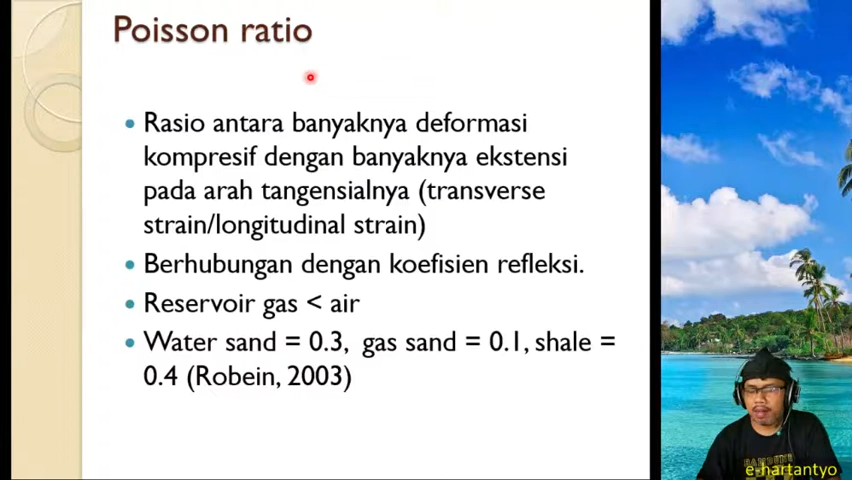 Poisson ratio
Rasio antara banyaknya deformasi
kompresif dengan banyaknya ekstensi
pada arah tangensialnya (transverse
strain/longitudinal strain)
Berhubungan dengan koefisien refleksi.
Reservoir gas < air
Water sand = 0.3, gas sand = 0.1, shale =
0.4 (Robein, 2003)
e-hartantyo